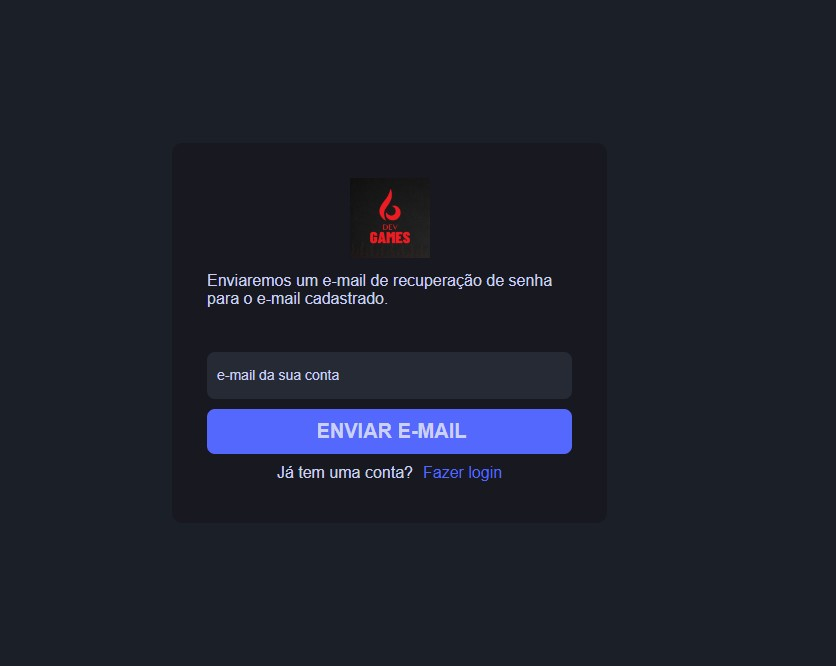 DEV
GAMES
Enviaremos um e-mail de recuperação de senha
para o e-mail cadastrado.
e-mail da sua conta
ENVIAR E-MAIL
Já tem uma conta? Fazer login